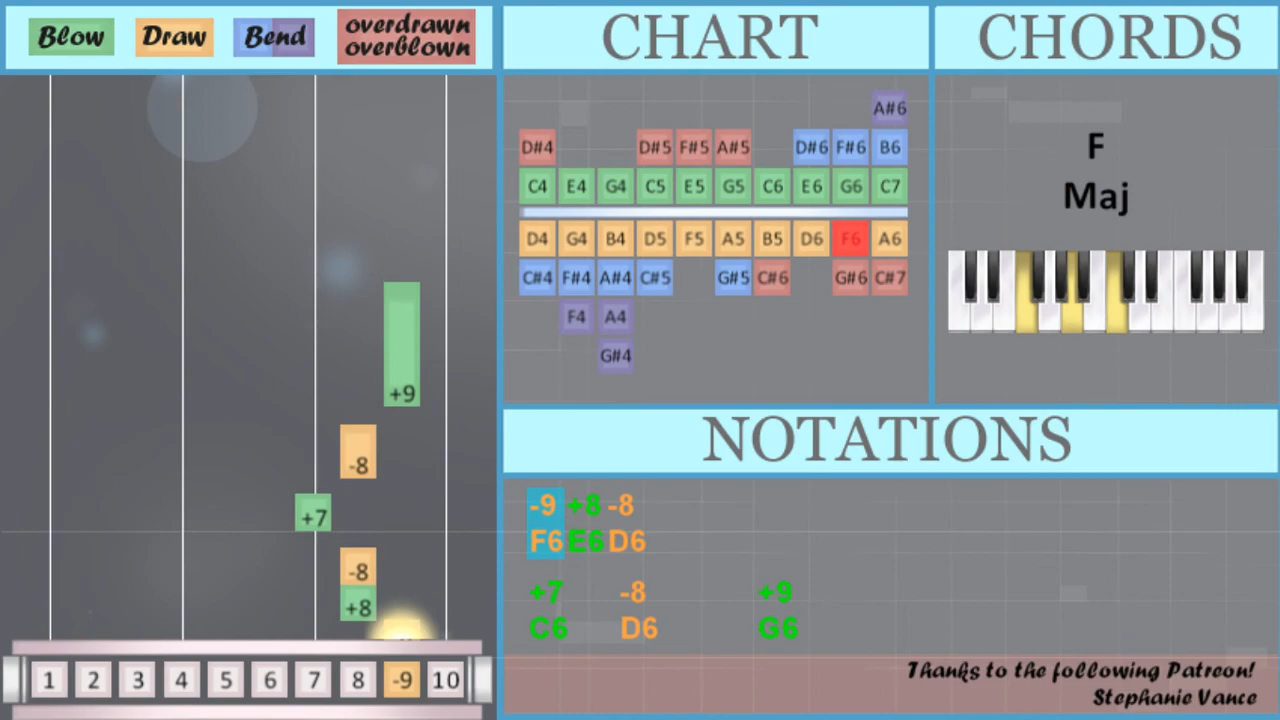 Blow Draw Bend overdrawn
overblown
CHART
CHORDS
A#6
D#4 D#5 F#5 A#5 D#6 F#6 B6
C4 E4 G4 C5 E5 G5 C6 E6 G6 C7
D4 G4 B4 D5 F5 A5 B5 D6 F6 A6
C#4 F#4 A#4 C#5 G#5 C#6 G#6 C#7
F4 A4
G#4
F
Maj
+9
-8
+7
-8
+8
1 2 3 4 5 6 7 8 -9 10
NOTATIONS
-9 +8 -8
F6 E6 D6
+7 -8 +9
C6 D6 G6
Thanks to the following Patreon!
Stephanie Vance